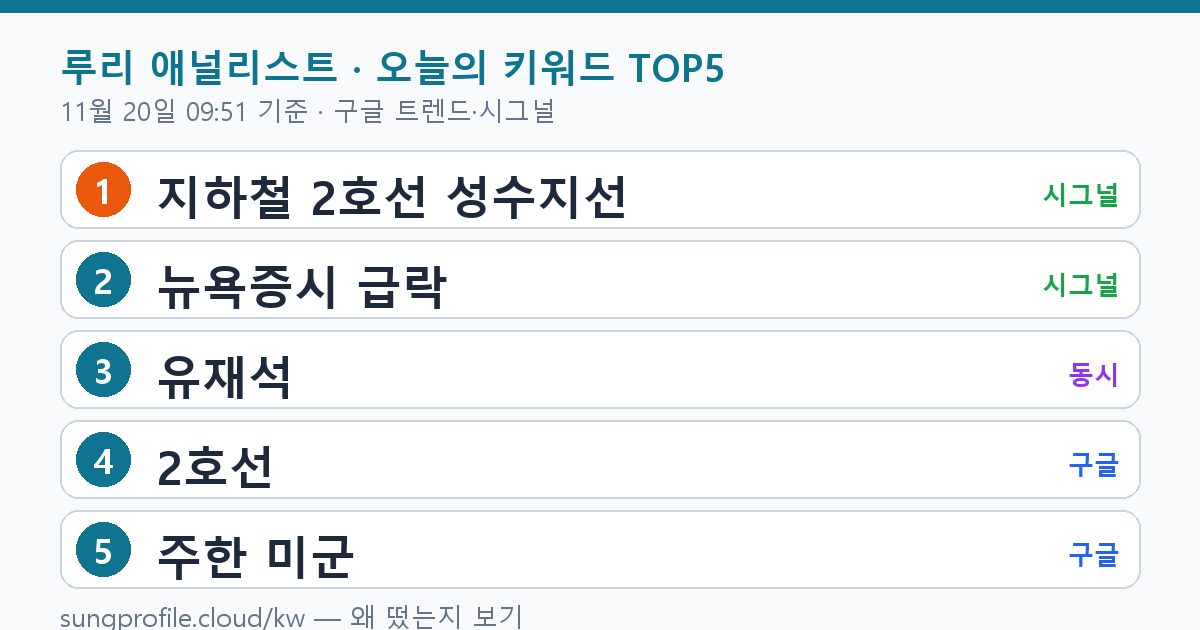 루리 애널리스트 · 오늘의 키워드 TOP5
11월 20일 09:51 기준 · 구글 트렌드·시그널
1 지하철 2호선 성수지선 시그널
2 뉴욕증시 급락 시그널
3 유재석 동시
4 2호선 구글
5 주한 미군 구글
sungprofile.cloud/kw — 왜 떴는지 보기